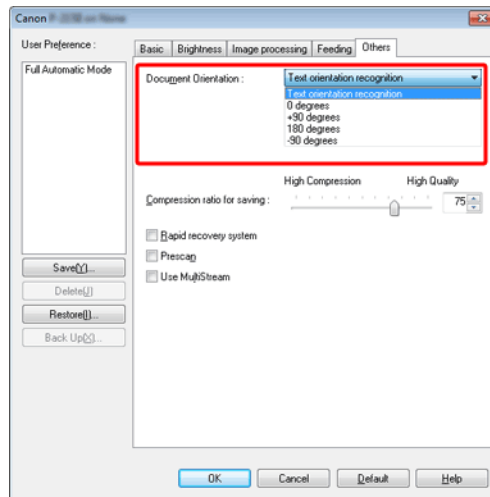 Canon
User Preference :
Full Automatic Mode
Save(Y)...
Delete(J)
Restore(I)...
Back Up(X)...
Basic Brightness Image processing Feeding Others
Document Orientation :
Text orientation recognition
Text orientation recognition
0 degrees
+90 degrees
180 degrees
-90 degrees
High Compression High Quality
Compression ratio for saving : 75
Rapid recovery system
Prescan
Use MultiStream
OK Cancel Default Help